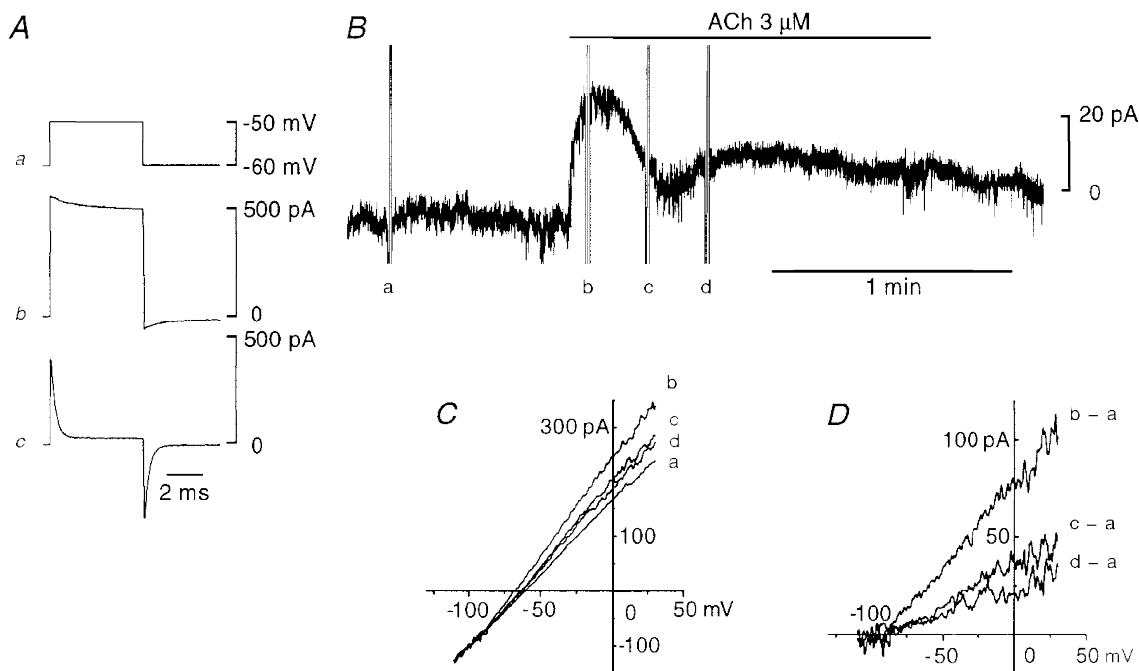 A
a
-50 mV
-60 mV
b
500 pA
0
c
500 pA
0
2 ms
B
ACh 3 μM
20 pA
0
a
b
c
d
1 min
C
b
c
d
a
300 pA
100
-100
-50
0
50 mV
-100
D
b – a
100 pA
c – a
50
d – a
-100
-50
0
50 mV